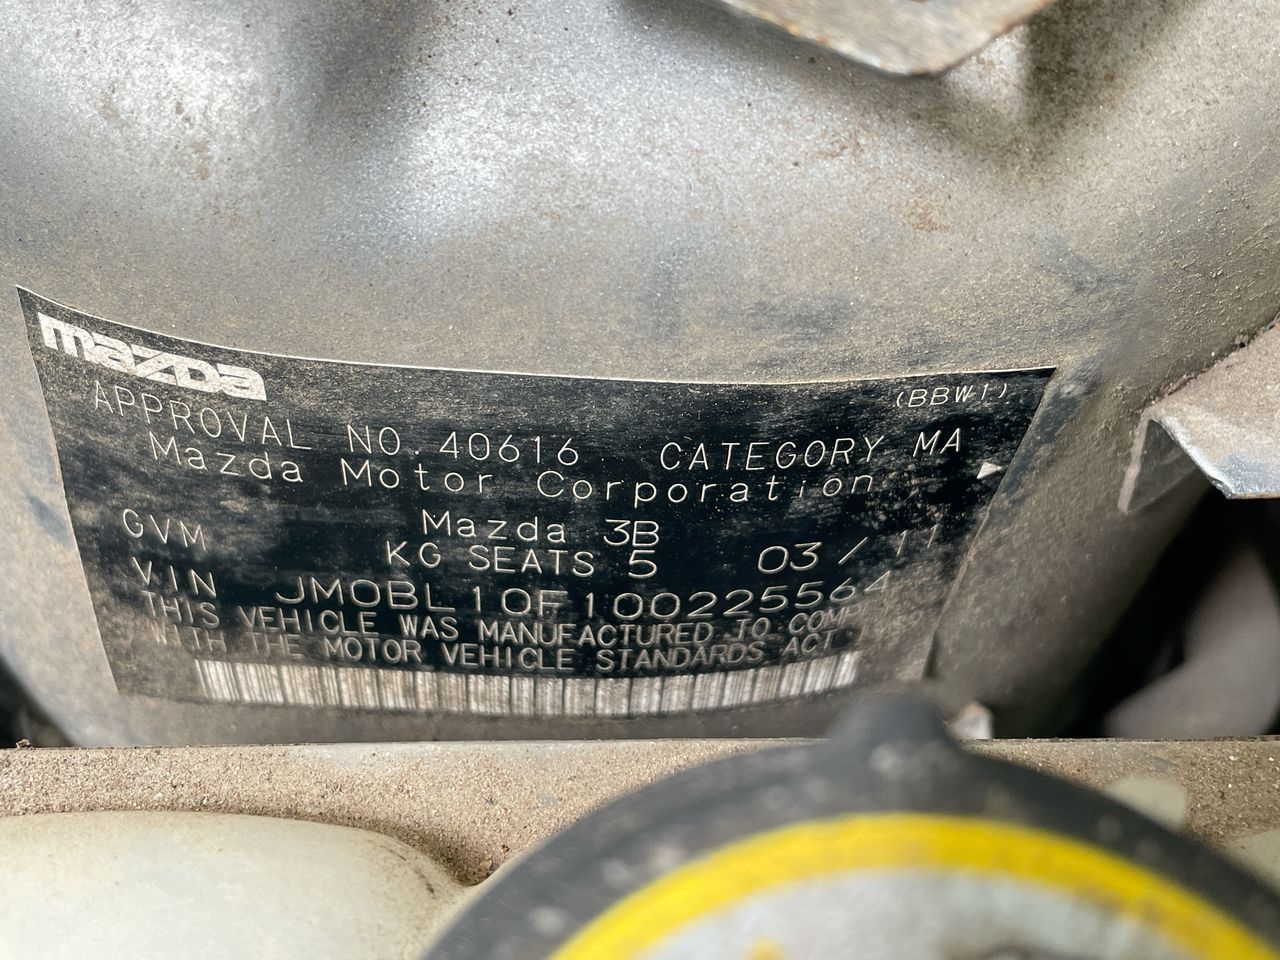 mazda
(BBW1)
APPROVAL NO. 40616 CATEGORY MA
Mazda Motor Corporation
Mazda 3B
GVM KG SEATS 5 03/11
VIN JM0BL10F100225564
THIS VEHICLE WAS MANUFACTURED TO COMPLY
WITH THE MOTOR VEHICLE STANDARDS ACT